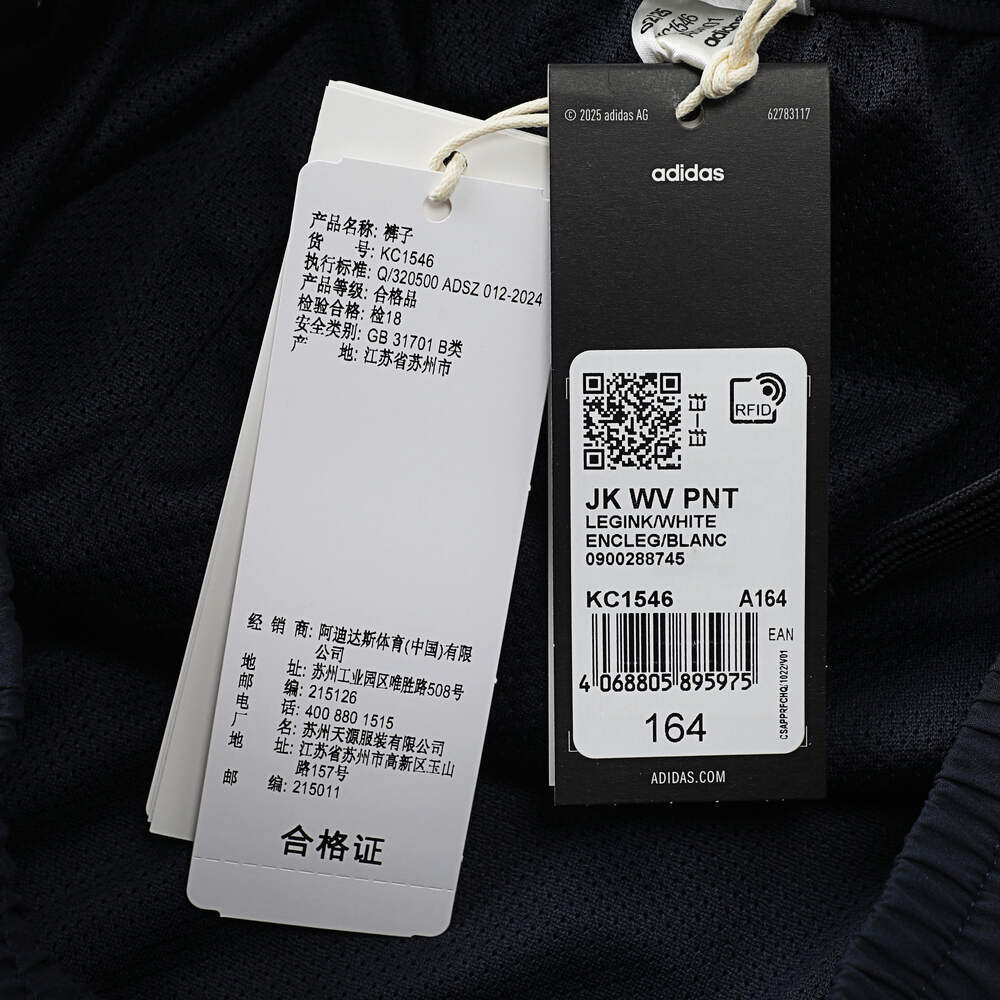 产品名称: 裤子
货 号: KC1546
执行标准: Q/320500 ADSZ 012-2024
产品等级: 合格品
检验合格: 检18
安全类别: GB 31701 B类
产 地: 江苏省苏州市
经 销 商: 阿迪达斯体育(中国)有限
公司
地 址: 苏州工业园区唯胜路508号
邮 编: 215126
电 话: 400 880 1515
厂 名: 苏州天源服装有限公司
地 址: 江苏省苏州市高新区玉山
路157号
邮 编: 215011
合格证
S2/25
adidas
© 2025 adidas AG 62783117
adidas
RFID
JK WV PNT
LEGINK/WHITE
ENCLEG/BLANC
0900288745
KC1546 A164
EAN
4 068805 895975
CSAPPRFCHQ/1022/V01
164
ADIDAS.COM